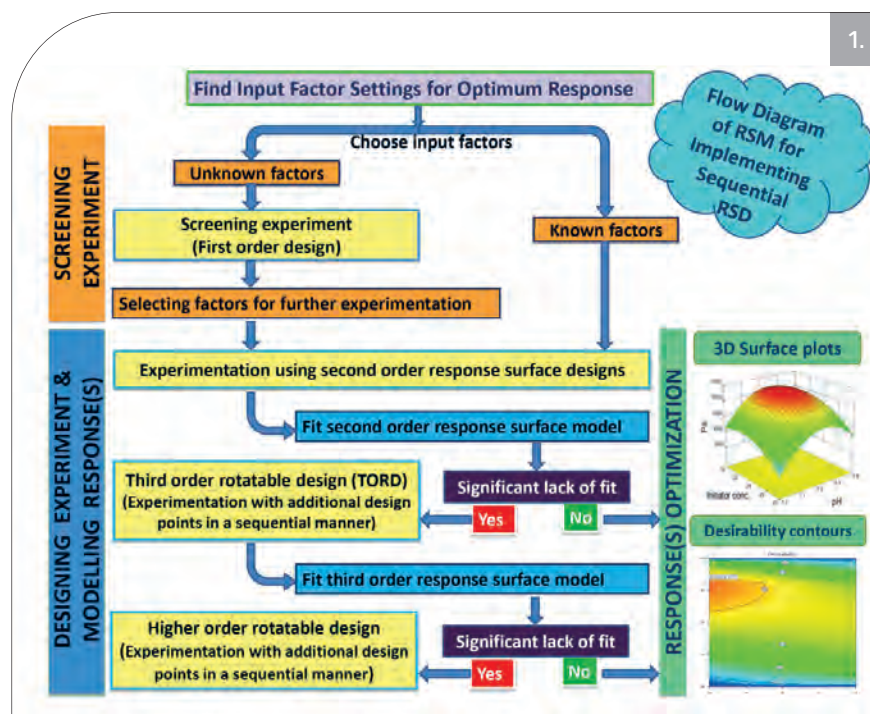 1.
Find Input Factor Settings for Optimum Response
Flow Diagram
of RSM for
Implementing
Sequential
RSD
Choose input factors
SCREENING
EXPERIMENT
Unknown factors
Screening experiment
(First order design)
Known factors
Selecting factors for further experimentation
DESIGNING EXPERIMENT &
MODELLING RESPONSE(S)
Experimentation using second order response surface designs
Fit second order response surface model
Third order rotatable design (TORD)
(Experimentation with additional design
points in a sequential manner)
Significant lack of fit
Yes
No
Fit third order response surface model
Higher order rotatable design
(Experimentation with additional design
points in a sequential manner)
Significant lack of fit
Yes
No
RESPONSE(S) OPTIMIZATION
3D Surface plots
Initiator conc.
pH
Desirability contours